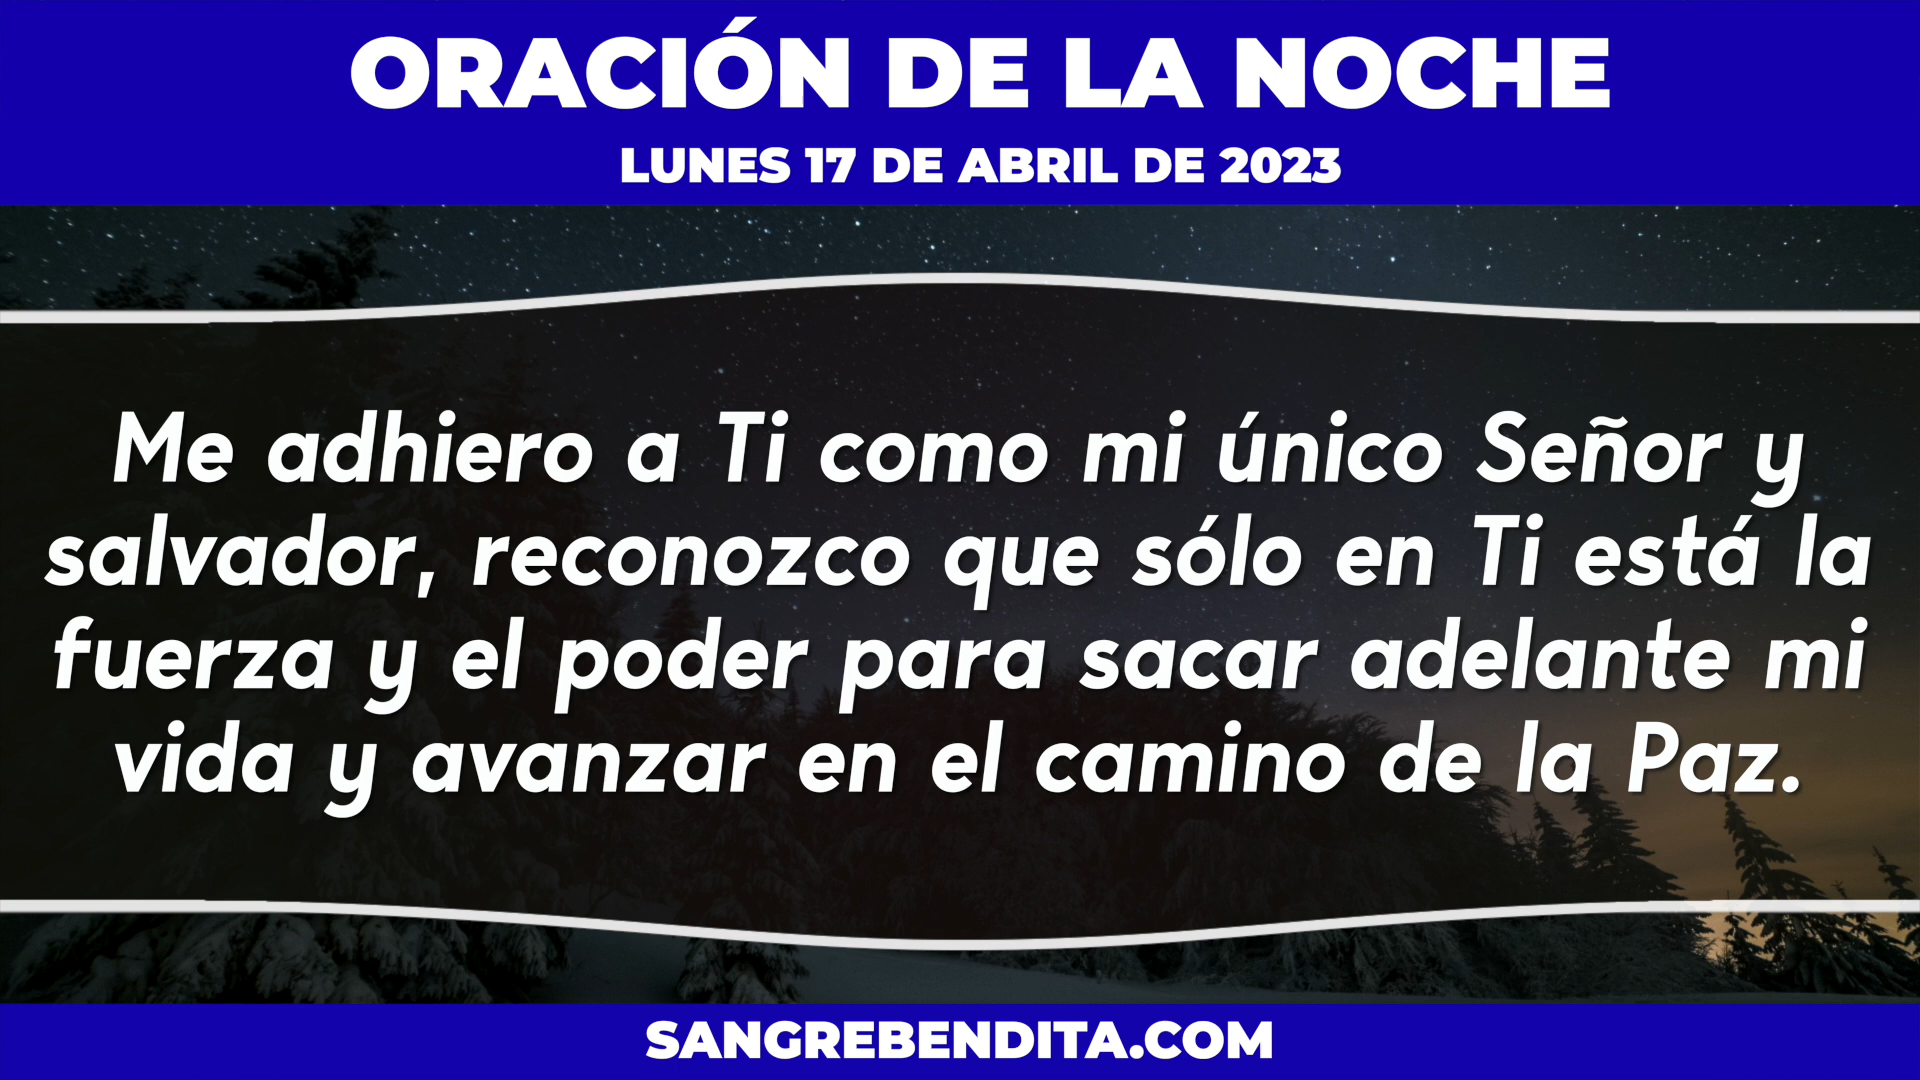 ORACIÓN DE LA NOCHE
LUNES 17 DE ABRIL DE 2023
Me adhiero a Ti como mi único Señor y
salvador, reconozco que sólo en Ti está la
fuerza y el poder para sacar adelante mi
vida y avanzar en el camino de la Paz.
SANGREBENDITA.COM